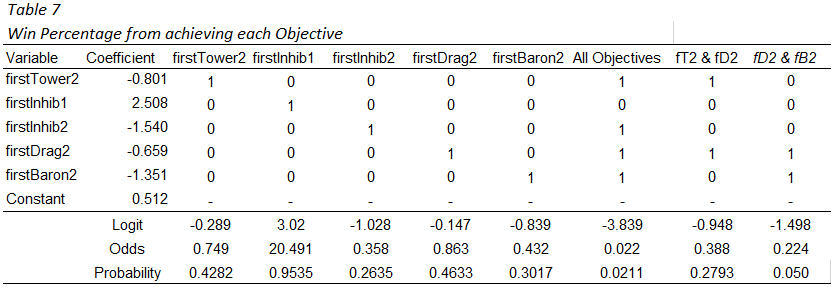 Table 7
Win Percentage from achieving each Objective
Variable Coefficient firstTower2 firstInhib1 firstInhib2 firstDrag2 firstBaron2 All Objectives fT2 & fD2 fD2 & fB2
firstTower2 -0.801 1 0 0 0 0 1 1 0
firstInhib1 2.508 0 1 0 0 0 0 0 0
firstInhib2 -1.540 0 0 1 0 0 1 0 0
firstDrag2 -0.659 0 0 0 1 0 1 1 1
firstBaron2 -1.351 0 0 0 0 1 1 0 1
Constant 0.512 - - - - - - - -
Logit -0.289 3.02 -1.028 -0.147 -0.839 -3.839 -0.948 -1.498
Odds 0.749 20.491 0.358 0.863 0.432 0.022 0.388 0.224
Probability 0.4282 0.9535 0.2635 0.4633 0.3017 0.0211 0.2793 0.050